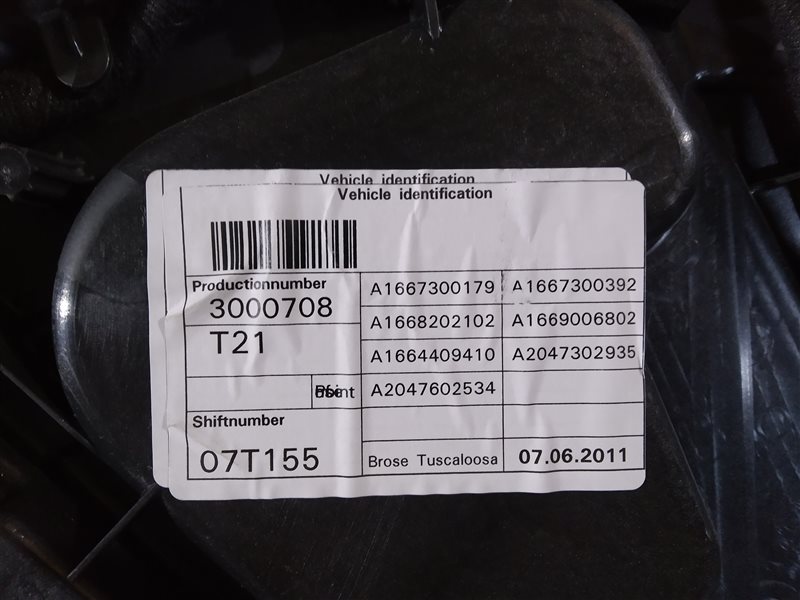 Vehicle identification
Vehicle identification
Productionnumber
3000708
A1667300179 A1667300392
T21
A1668202102 A1669006802
A1664409410 A2047302935
A2047602534
Shiftnumber
07T155
Brose Tuscaloosa 07.06.2011